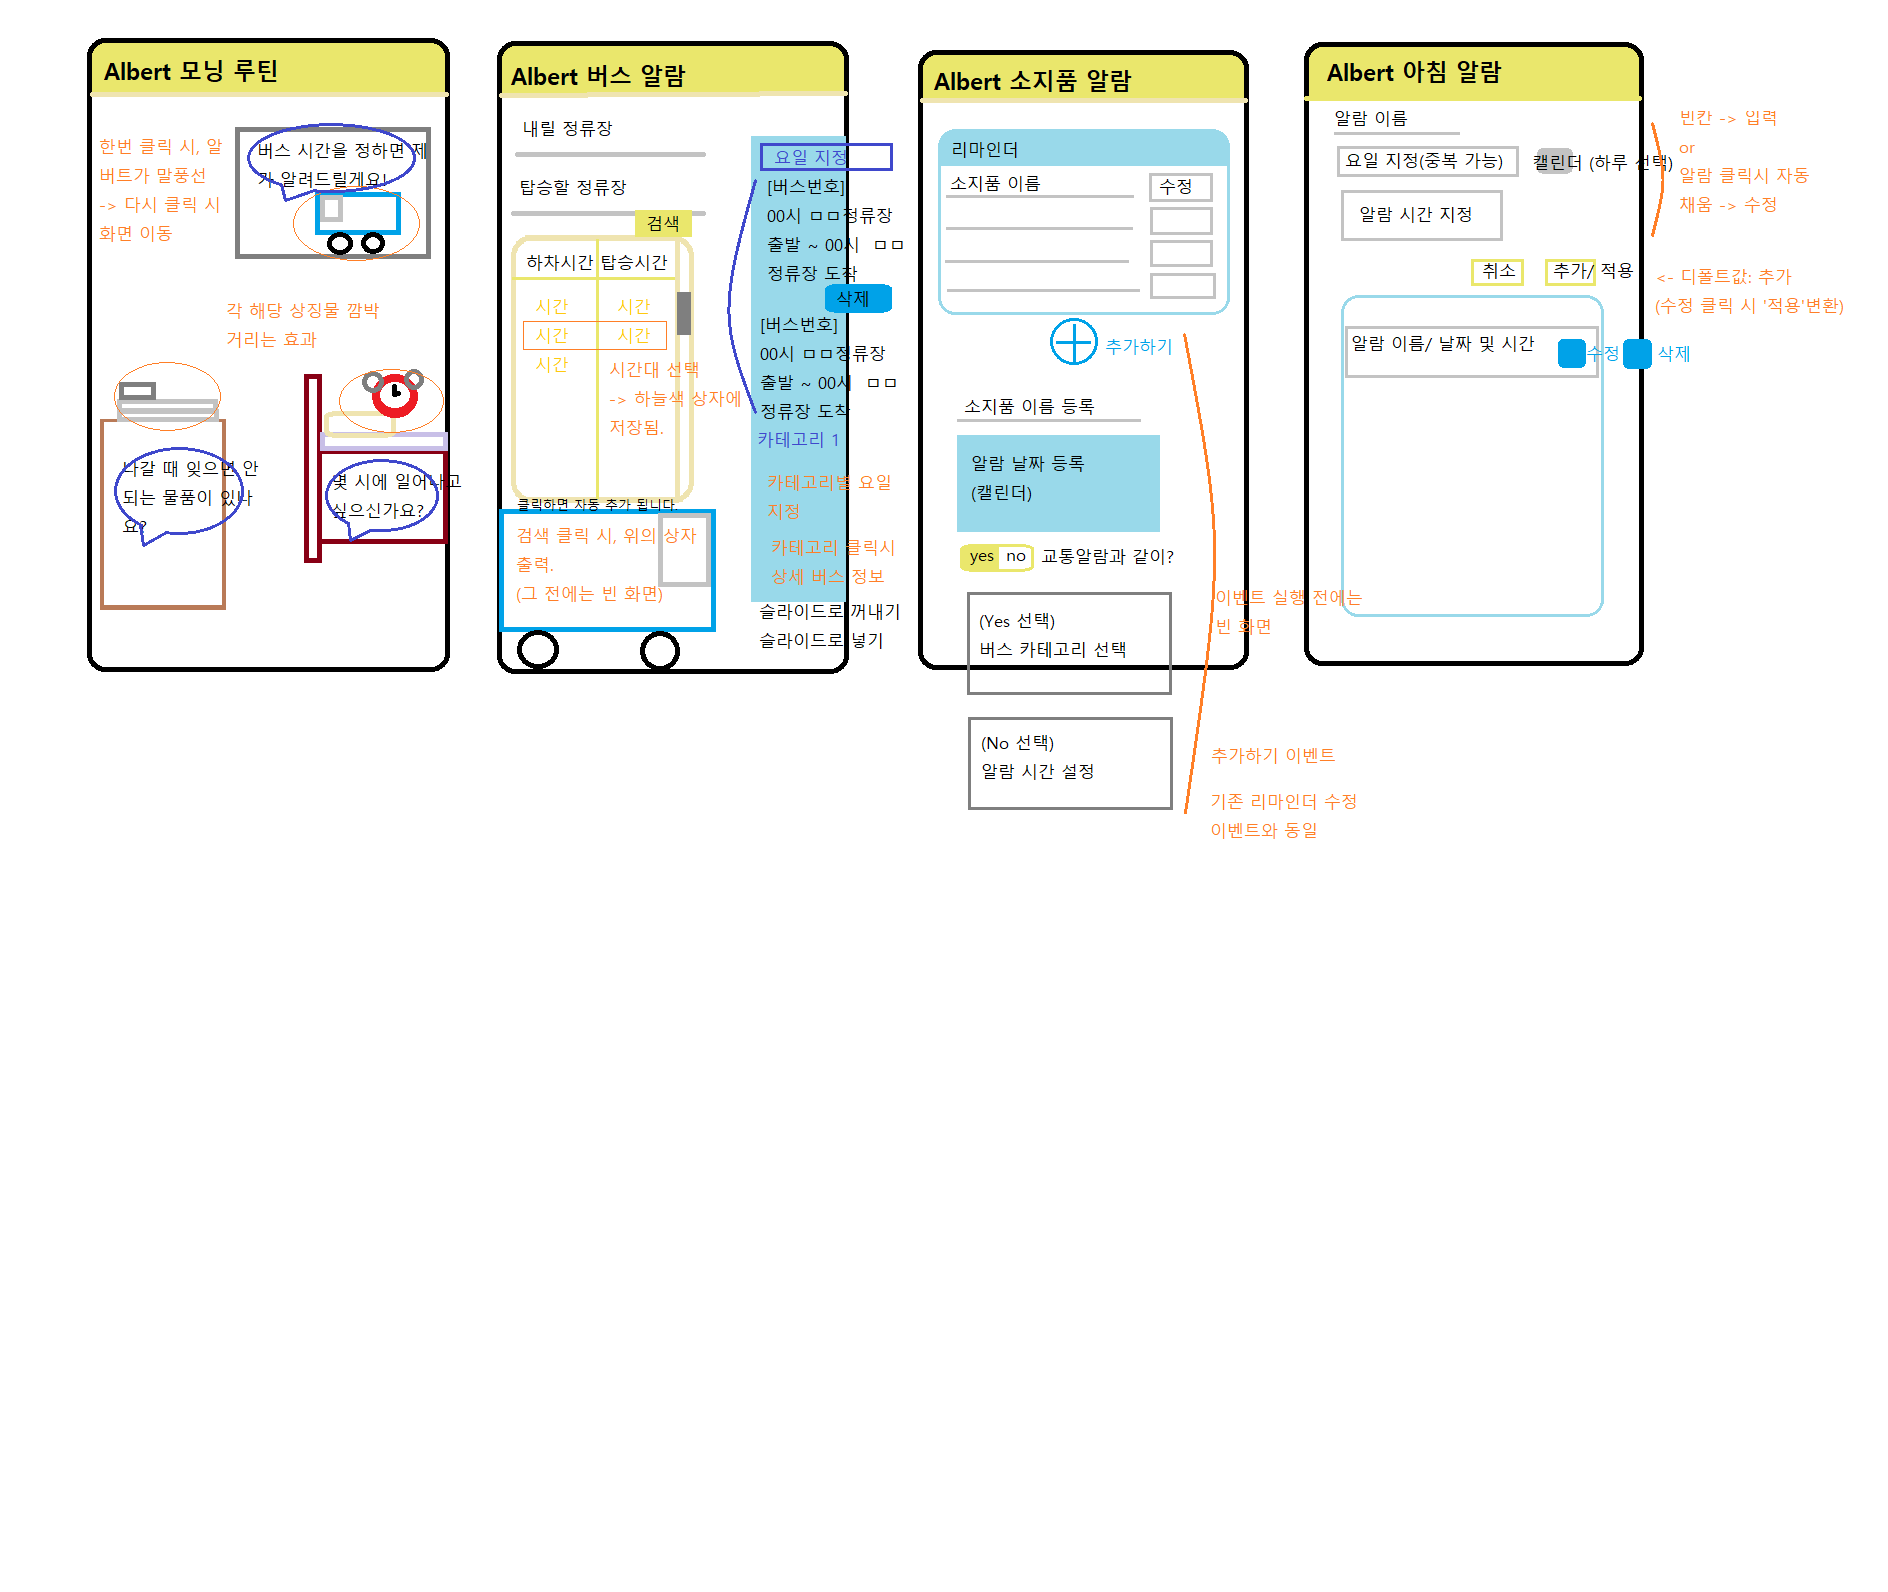 Albert 모닝 루틴
한번 클릭 시, 알
버트가 말풍선
-> 다시 클릭 시
화면 이동
버스 시간을 정하면 제
가 알려드릴게요!
각 해당 상징물 깜박
거리는 효과
나갈 때 잊으면 안
되는 물품이 있나
요?
몇 시에 일어나고
싶으신가요?
Albert 버스 알람
내릴 정류장
탑승할 정류장
검색
하차시간 탑승시간
시간 시간
시간 시간
시간
시간대 선택
-> 하늘색 상자에
저장됨.
클릭하면 자동 추가 됩니다.
검색 클릭 시, 위의 상자
출력.
(그 전에는 빈 화면)
요일 지정
[버스번호]
00시 ㅁㅁ정류장
출발 ~ 00시 ㅁㅁ
정류장 도착
삭제
[버스번호]
00시 ㅁㅁ정류장
출발 ~ 00시 ㅁㅁ
정류장 도착
카테고리 1
카테고리별 요일
지정
카테고리 클릭시
상세 버스 정보
슬라이드로 꺼내기
슬라이드로 넣기
Albert 소지품 알람
리마인더
소지품 이름
수정
추가하기
소지품 이름 등록
알람 날짜 등록
(캘린더)
yes no 교통알람과 같이?
(Yes 선택)
버스 카테고리 선택
(No 선택)
알람 시간 설정
이벤트 실행 전에는
빈 화면
추가하기 이벤트
기존 리마인더 수정
이벤트와 동일
Albert 아침 알람
알람 이름
요일 지정(중복 가능)
캘린더 (하루 선택)
알람 시간 지정
취소
추가/ 적용
알람 이름/ 날짜 및 시간
수정
삭제
빈칸 -> 입력
or
알람 클릭시 자동
채움 -> 수정
<- 디폴트값: 추가
(수정 클릭 시 '적용'변환)